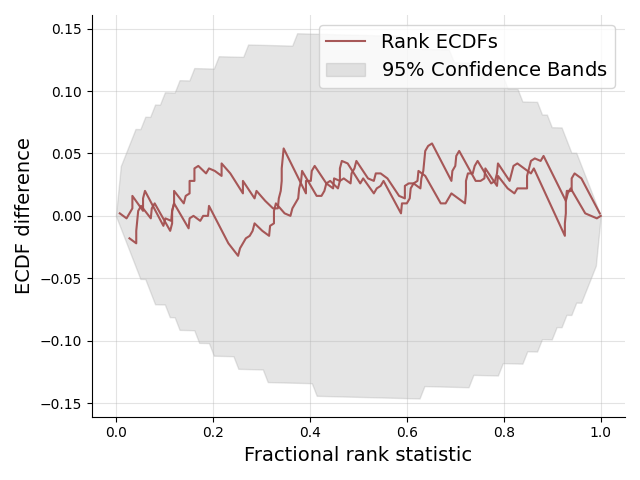 0.15
0.10
0.05
0.00
−0.05
−0.10
−0.15
ECDF difference
Rank ECDFs
95% Confidence Bands
0.0 0.2 0.4 0.6 0.8 1.0
Fractional rank statistic